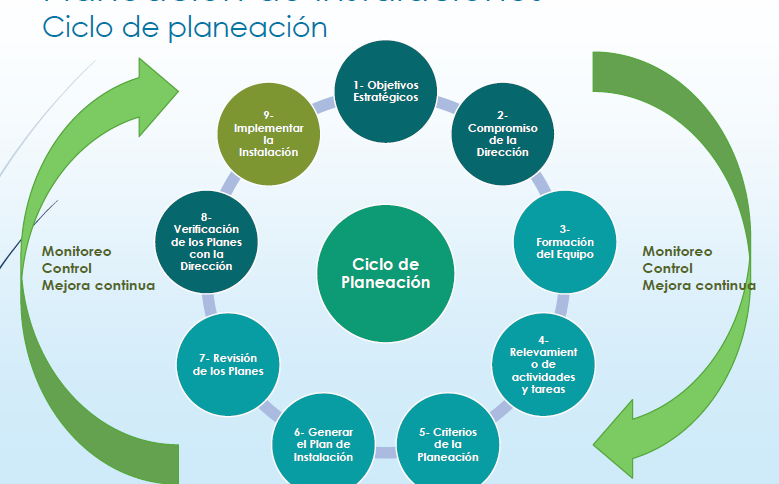 Planeación de Instalaciones
Ciclo de planeación
1- Objetivos
Estratégicos
2-
Compromiso
de la
Dirección
3-
Formación
del Equipo
4-
Relevamient
o de
actividades
y tareas
5- Criterios
de la
Planeación
6- Generar
el Plan de
Instalación
7- Revisión
de los Planes
8-
Verificación
de los Planes
con la
Dirección
9-
Implementar
la
Instalación
Ciclo de
Planeación
Monitoreo
Control
Mejora continua
Monitoreo
Control
Mejora continua